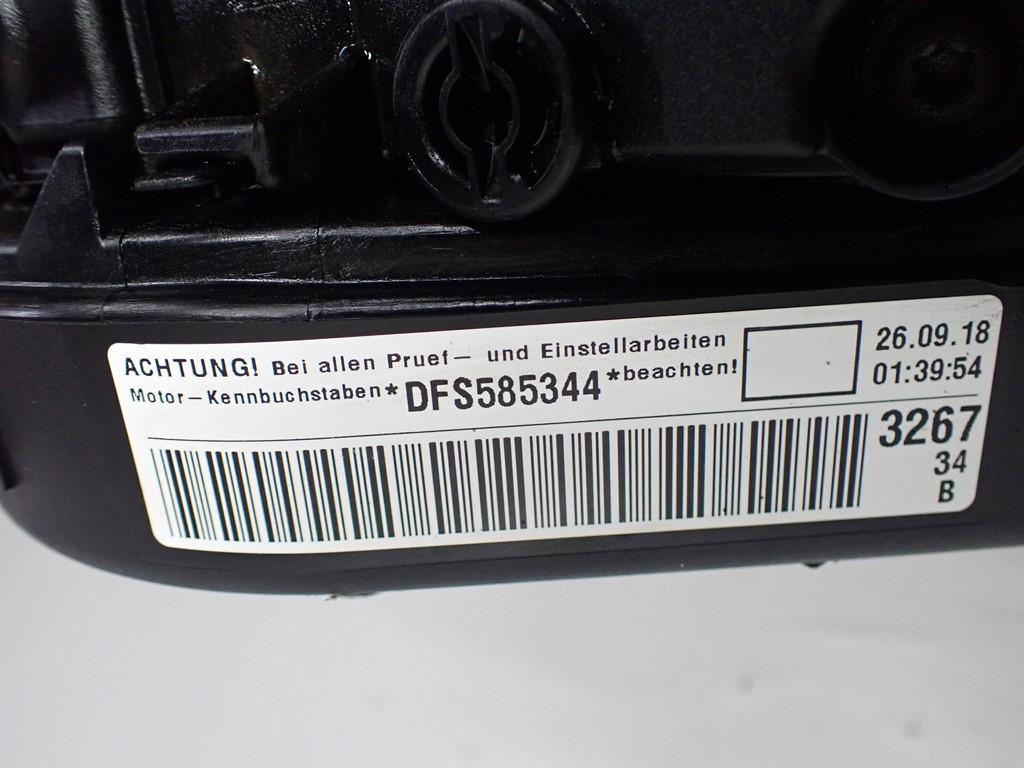 ACHTUNG! Bei allen Pruef- und Einstellarbeiten
Motor-Kennbuchstaben*DFS585344*beachten!
26.09.18
01:39:54
3267
34
B